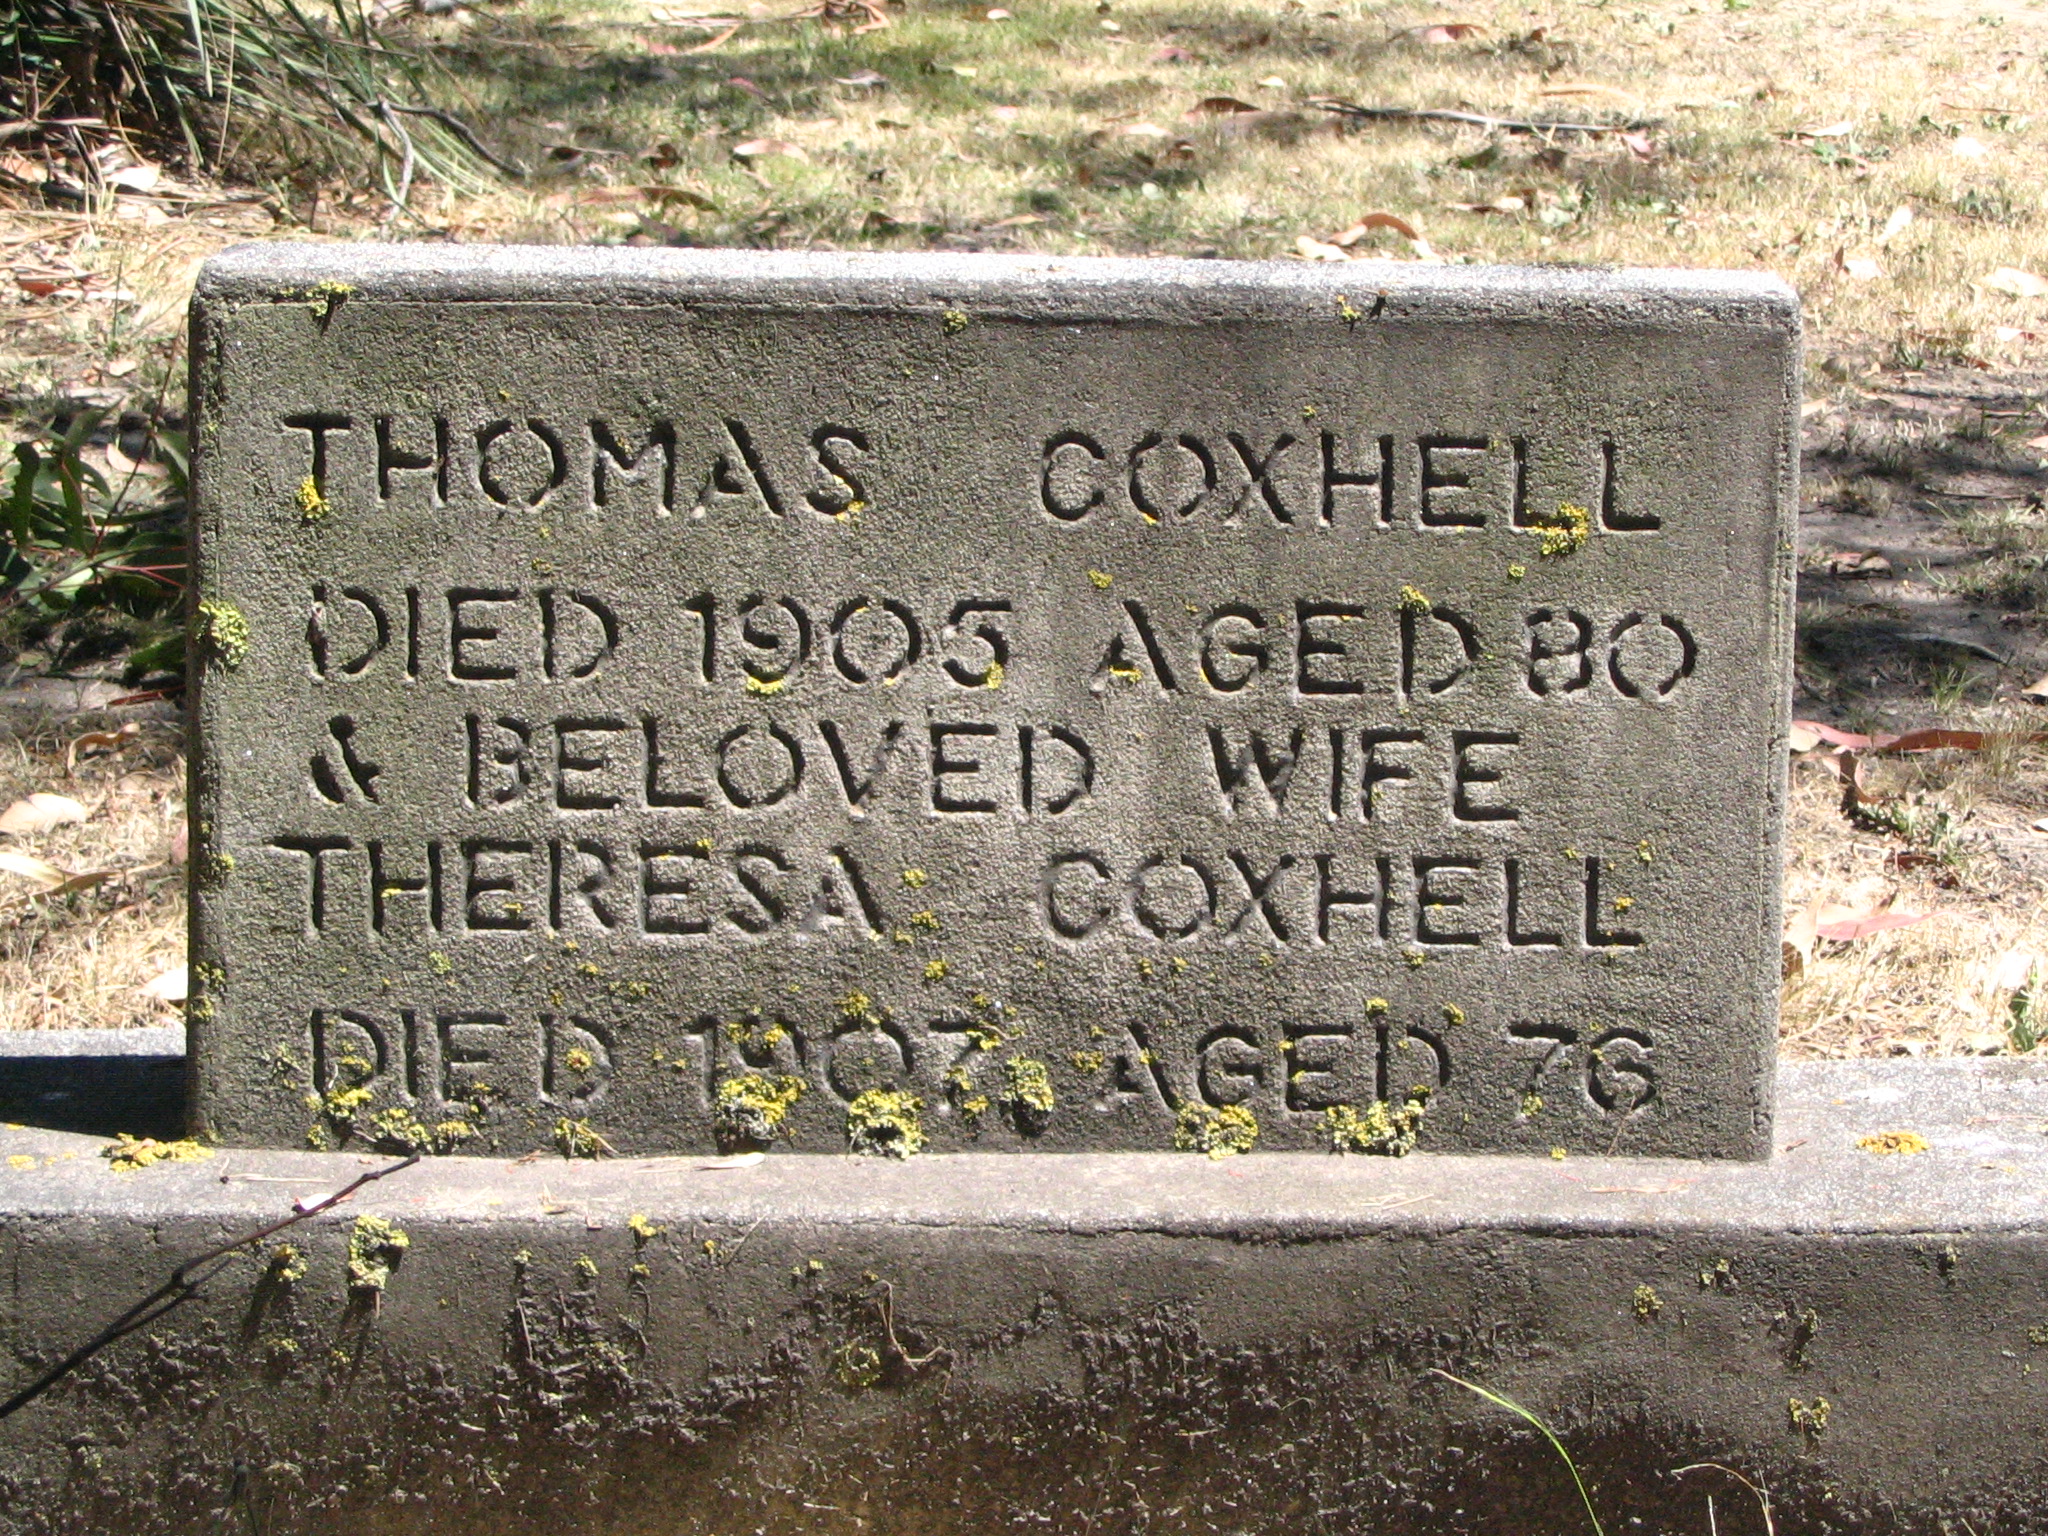 THOMAS COXHELL
DIED 1905 AGED 80
& BELOVED WIFE
THERESA COXHELL
DIED 1907 AGED 76